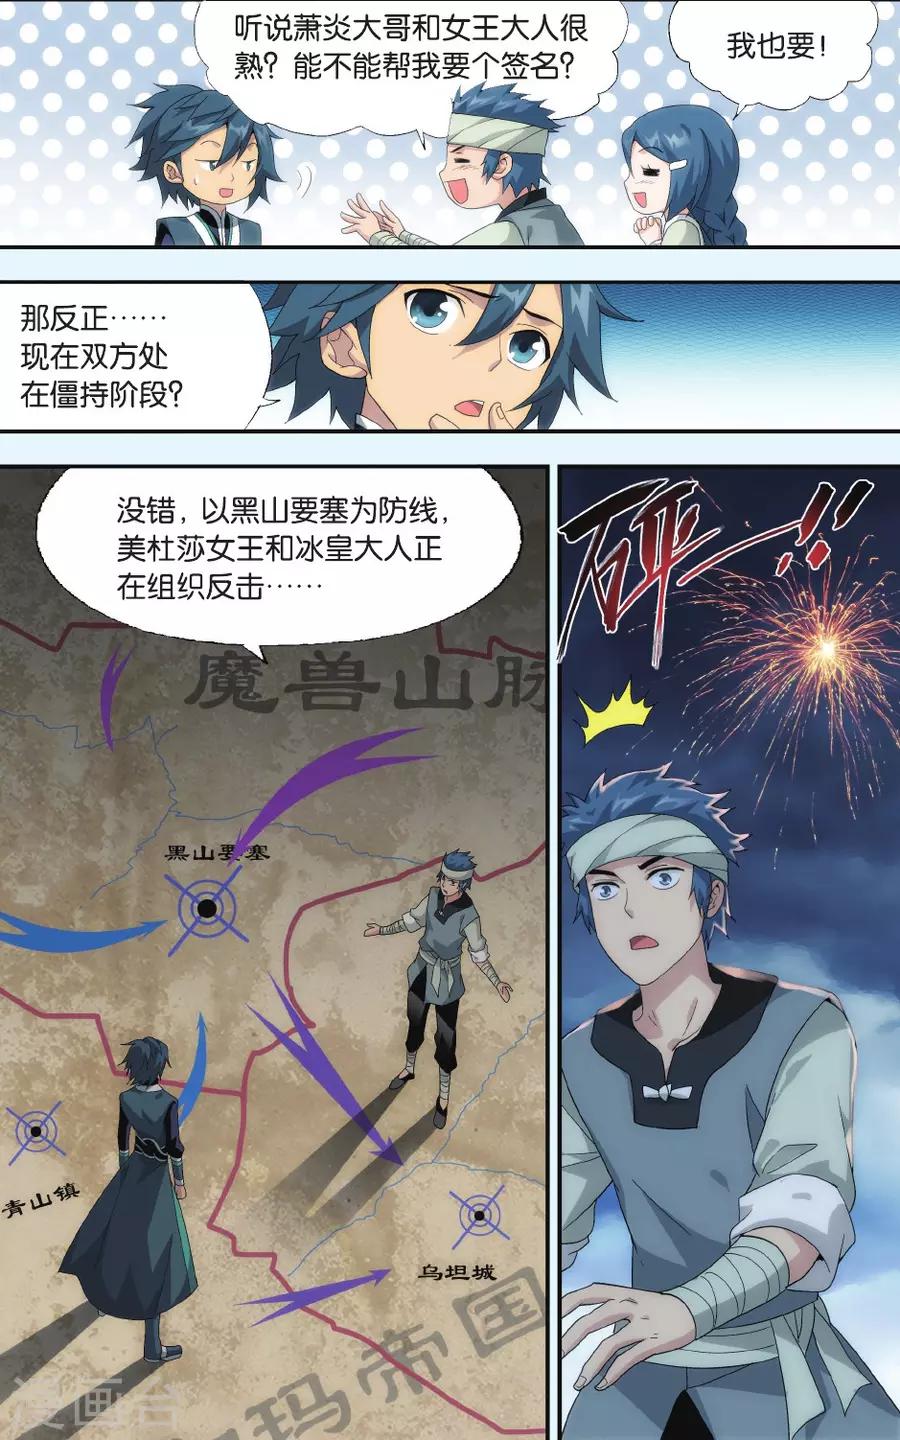 听说萧炎大哥和女王大人很
熟？能不能帮我要个签名？
我也要！
那反正……
现在双方处
在僵持阶段？
没错，以黑山要塞为防线，
美杜莎女王和冰皇大人正
在组织反击……
砰——!!
魔兽山脉
黑山要塞
青山镇
乌坦城
玛帝国
漫画台